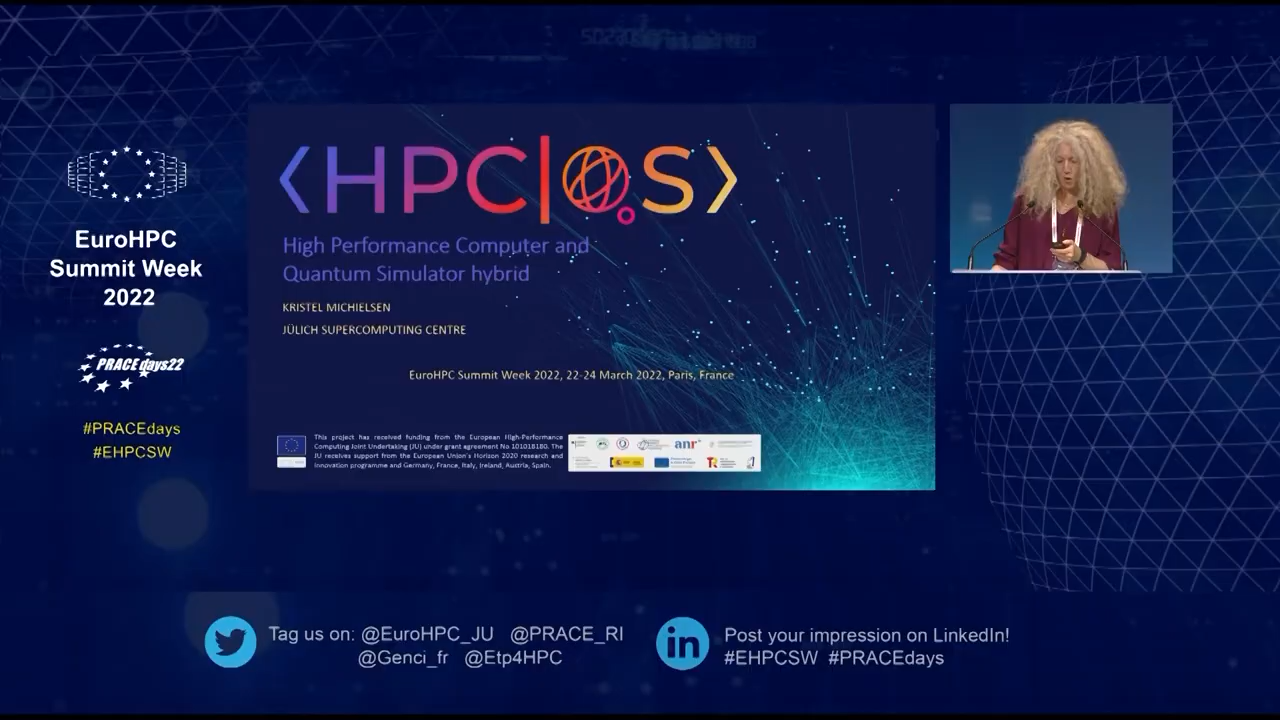 EuroHPC
Summit Week
2022
PRACEdays22
#PRACEdays
#EHPCSW
⟨HPC|QS⟩
High Performance Computer and
Quantum Simulator hybrid
KRISTEL MICHIELSEN
JÜLICH SUPERCOMPUTING CENTRE
EuroHPC Summit Week 2022, 22-24 March 2022, Paris, France
This project has received funding from the European High-Performance
Computing Joint Undertaking (JU) under grant agreement No 101018180. The
JU receives support from the European Union's Horizon 2020 research and
innovation programme and Germany, France, Italy, Ireland, Austria, Spain.
anr
Tag us on: @EuroHPC_JU @PRACE_RI
@Genci_fr @Etp4HPC
Post your impression on LinkedIn!
#EHPCSW #PRACEdays